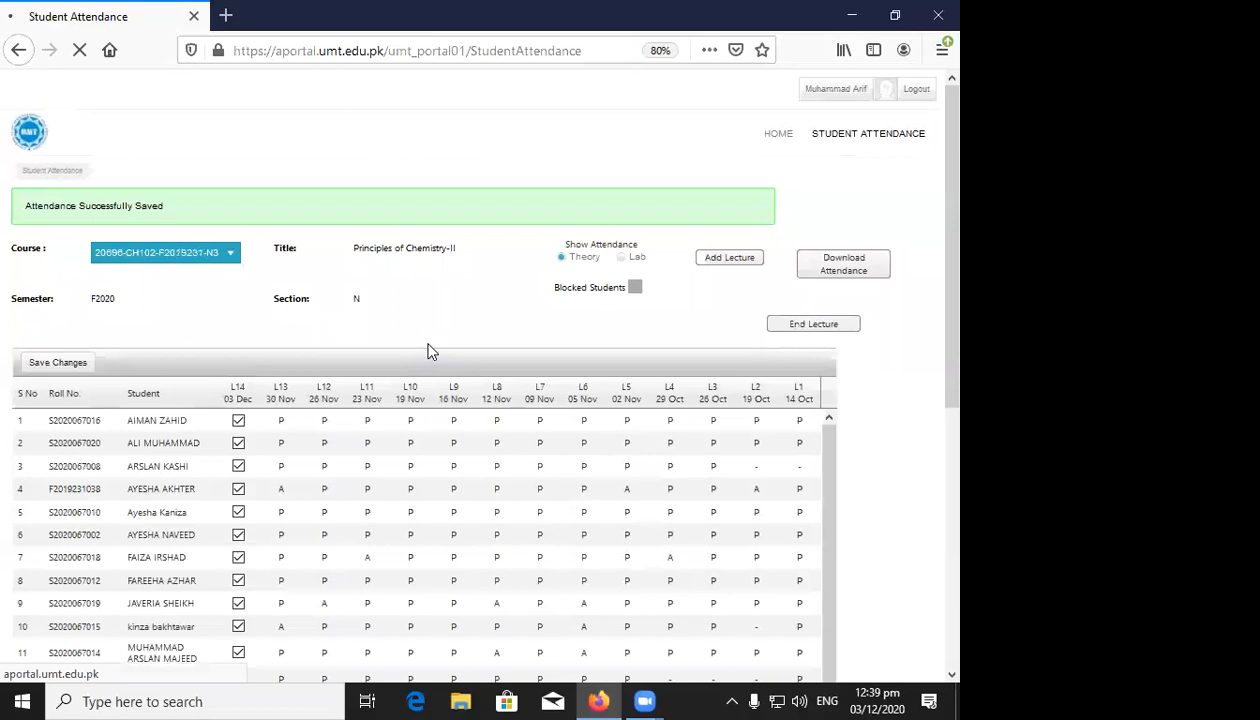 Student Attendance
https://aportal.umt.edu.pk/umt_portal01/StudentAttendance
80%
Muhammad Arif
Logout
UMT
HOME
STUDENT ATTENDANCE
Student Attendance
Attendance Successfully Saved
Course :
20696-CH102-F2019231-N3
Title:
Principles of Chemistry-II
Show Attendance
Theory
Lab
Add Lecture
Download
Attendance
Blocked Students
Semester:
F2020
Section:
N
End Lecture
Save Changes
S No Roll No. Student L14 L13 L12 L11 L10 L9 L8 L7 L6 L5 L4 L3 L2 L1
03 Dec 30 Nov 26 Nov 23 Nov 19 Nov 16 Nov 12 Nov 09 Nov 05 Nov 02 Nov 29 Oct 26 Oct 19 Oct 14 Oct
1 S2020067016 AIMAN ZAHID P P P P P P P P P P P P P
2 S2020067020 ALI MUHAMMAD P P P P P P P P P P P P P
3 S2020067008 ARSLAN KASHI P P P P P P P P P P P - -
4 F2019231038 AYESHA AKHTER A P P P P P P P A P P A P
5 S2020067010 Ayesha Kaniza P P P P P P P P P P P P P
6 S2020067002 AYESHA NAVEED P P P P P P P P P P P P P
7 S2020067018 FAIZA IRSHAD P P A P P P P P P A P P P
8 S2020067012 FAREEHA AZHAR P P P P P P P P P P P P P
9 S2020067019 JAVERIA SHEIKH P A P P P A P A P P P P P
10 S2020067015 kinza bakhtawar A P P P P P P A P P P - P
11 S2020067014 MUHAMMAD ARSLAN MAJEED P P P P P A P A P P P P P
P P P P P P P P P - - - -
aportal.umt.edu.pk
Type here to search
ENG
12:39 pm
03/12/2020